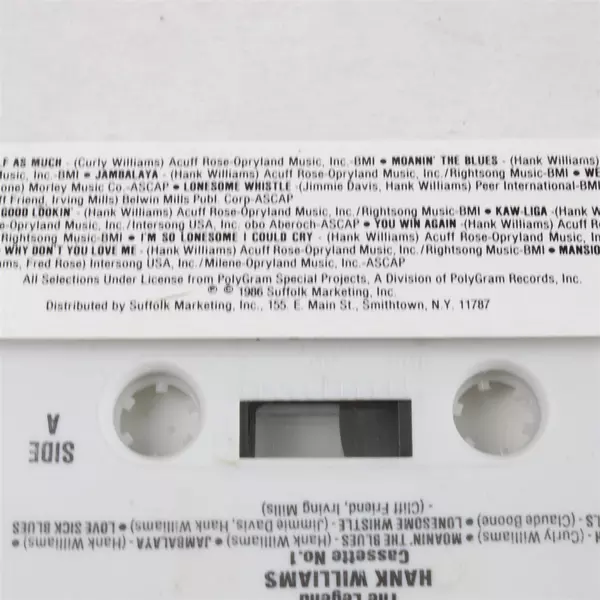 LF AS MUCH - (Curly Williams) Acuff Rose-Opryland Music, Inc.-BMI ● MOANIN' THE BLUES - (Hank Williams)
Music, Inc.-BMI ● JAMBALAYA - (Hank Williams) Acuff Rose-Opryland Music, Inc./Rightsong Music-BMI ● WE
one) Morley Music Co.-ASCAP ● LONESOME WHISTLE - (Jimmie Davis, Hank Williams) Peer International-BMI
ff Friend, Irving Mills) Belwin Mills Publ. Corp-ASCAP
GOOD LOOKIN' - (Hank Williams) Acuff Rose-Opryland Music, Inc./Rightsong Music-BMI ● KAW-LIGA - (Hank W
Acuff Rose-Opryland Music, Inc./Intersong USA, Inc. obo Aberoch-ASCAP ● YOU WIN AGAIN - (Hank Williams) Acuff R
Rightsong Music-BMI ● I'M SO LONESOME I COULD CRY - (Hank Williams) Acuff Rose-Opryland Music, In
WHY DON'T YOU LOVE ME - (Hank Williams) Acuff Rose-Opryland Music, Inc./Rightsong Music-BMI ● MANSIO
ams, Fred Rose) Intersong USA, Inc./Milene-Opryland Music, Inc.-ASCAP
All Selections Under License from PolyGram Special Projects, A Division of PolyGram Records, Inc.
℗ © 1986 Suffolk Marketing, Inc.
Distributed by Suffolk Marketing, Inc., 155 E. Main St., Smithtown, N.Y. 11787
The Legend
HANK WILLIAMS
Cassette No.1
(Curly Williams) ● MOANIN' THE BLUES - (Hank Williams) ● JAMBALAYA - (Hank Williams) ●
LS - (Claude Boone) ● LONESOME WHISTLE - (Jimmie Davis, Hank Williams) ● LOVE SICK BLUES
- (Cliff Friend, Irving Mills)
SIDE
A